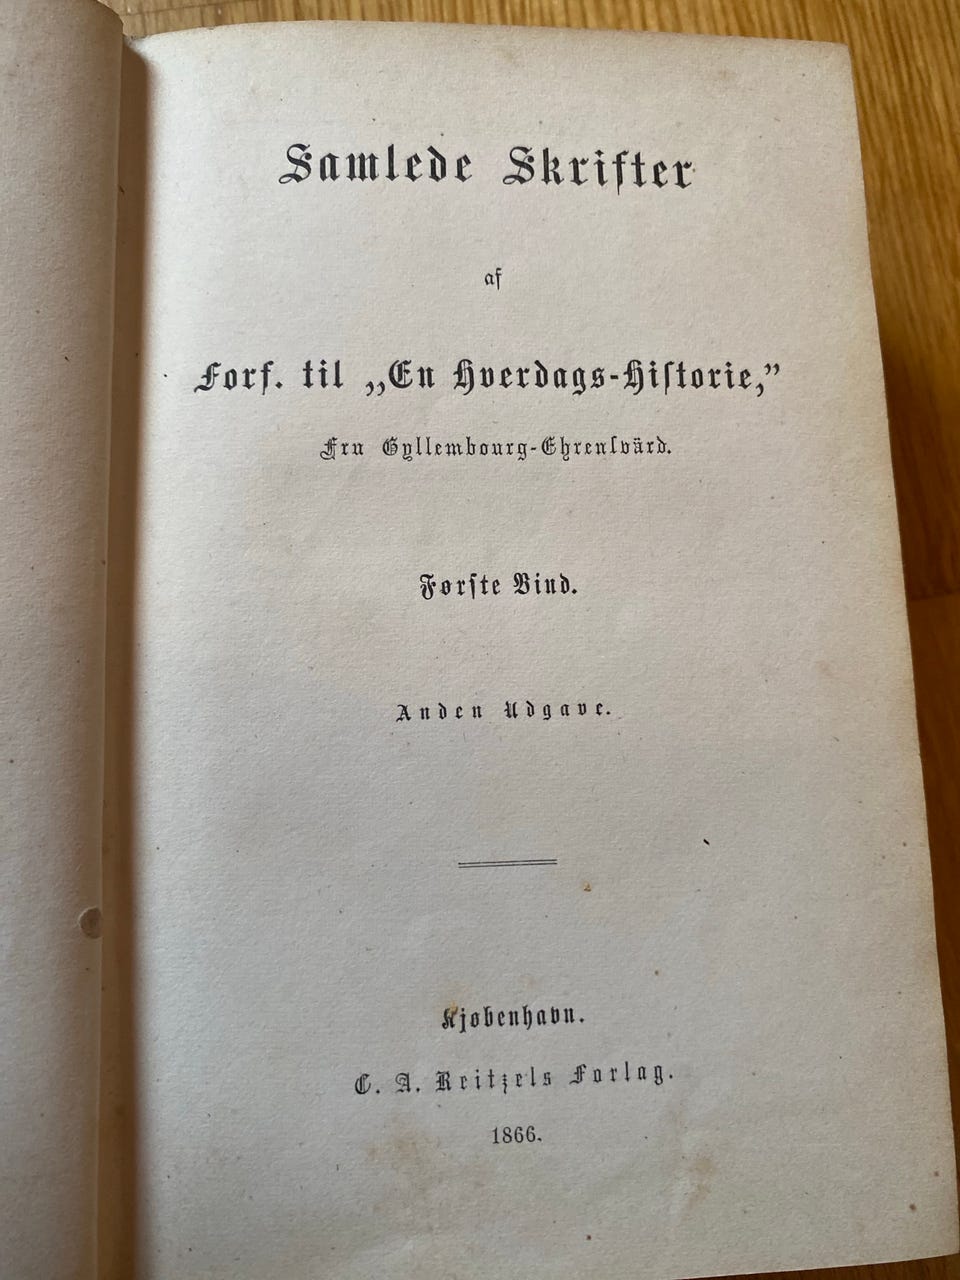 Samlede Skrifter
af
Forf. til „En Hverdags-Historie,”
Fru Gyllembourg-Ehrensvärd.
Første Bind.
Anden Udgave.
Kjøbenhavn.
C. A. Reitzels Forlag.
1866.